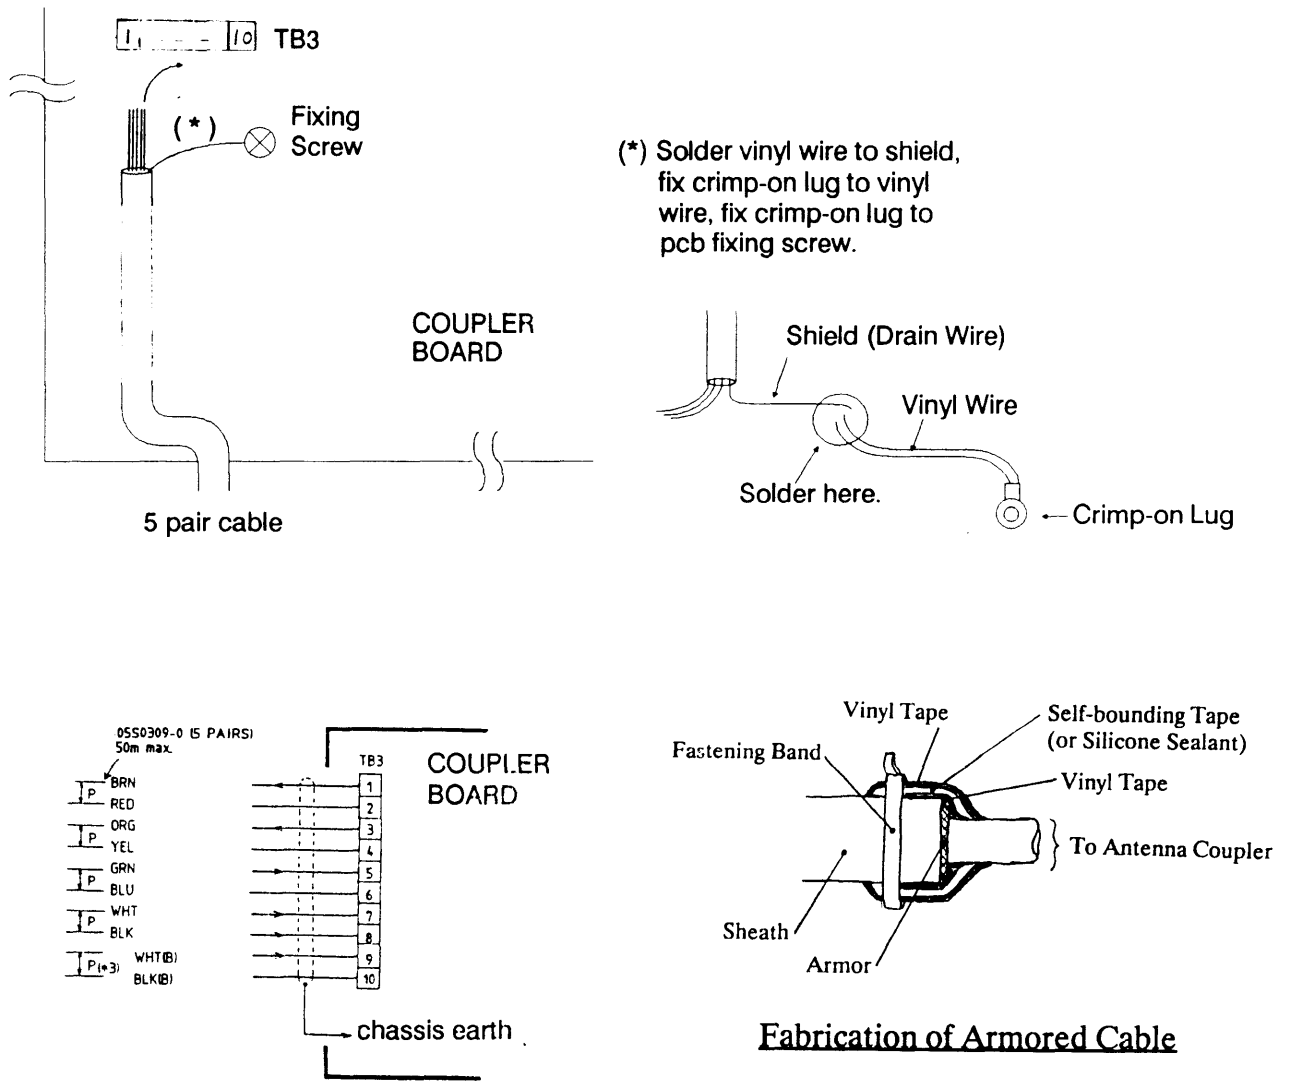 1 10 TB3
(*)
Fixing
Screw
COUPLER
BOARD
5 pair cable
(*) Solder vinyl wire to shield,
fix crimp-on lug to vinyl
wire, fix crimp-on lug to
pcb fixing screw.
Shield (Drain Wire)
Vinyl Wire
Solder here.
Crimp-on Lug
05S0309-0 (5 PAIRS)
50m max.
BRN
P
RED
ORG
P
YEL
GRN
P
BLU
WHT
P
BLK
WHT(B)
P(*3)
BLK(B)
TB3
1
2
3
4
5
6
7
8
9
10
COUPLER
BOARD
chassis earth
Vinyl Tape
Fastening Band
Self-bounding Tape
(or Silicone Sealant)
Vinyl Tape
To Antenna Coupler
Sheath
Armor
Fabrication of Armored Cable